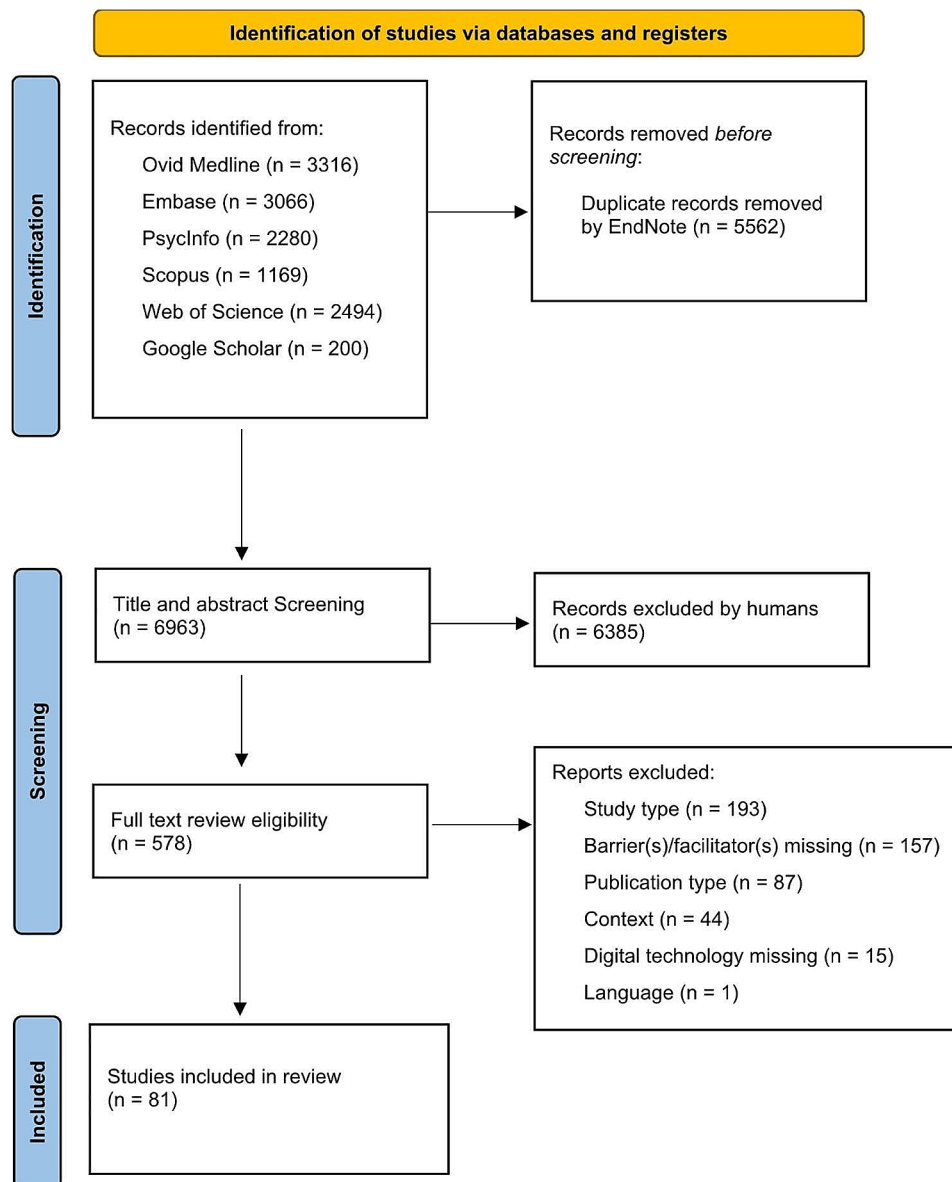 Identification of studies via databases and registers
Identification
Records identified from:
Ovid Medline (n = 3316)
Embase (n = 3066)
PsycInfo (n = 2280)
Scopus (n = 1169)
Web of Science (n = 2494)
Google Scholar (n = 200)
Records removed before
screening:
Duplicate records removed
by EndNote (n = 5562)
Screening
Title and abstract Screening
(n = 6963)
Records excluded by humans
(n = 6385)
Full text review eligibility
(n = 578)
Reports excluded:
Study type (n = 193)
Barrier(s)/facilitator(s) missing (n = 157)
Publication type (n = 87)
Context (n = 44)
Digital technology missing (n = 15)
Language (n = 1)
Included
Studies included in review
(n = 81)